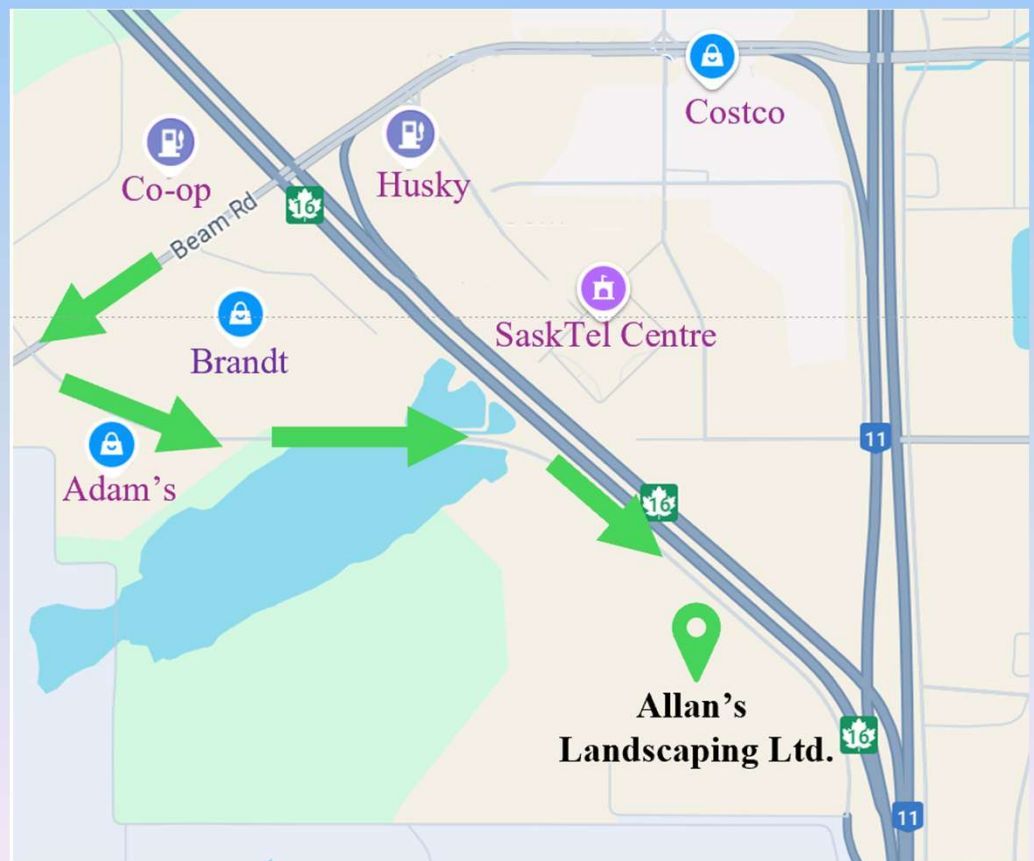 Costco
Co-op
Husky
16
Beam Rd
SaskTel Centre
Brandt
11
Adam's
16
Allan's
Landscaping Ltd.
16
11